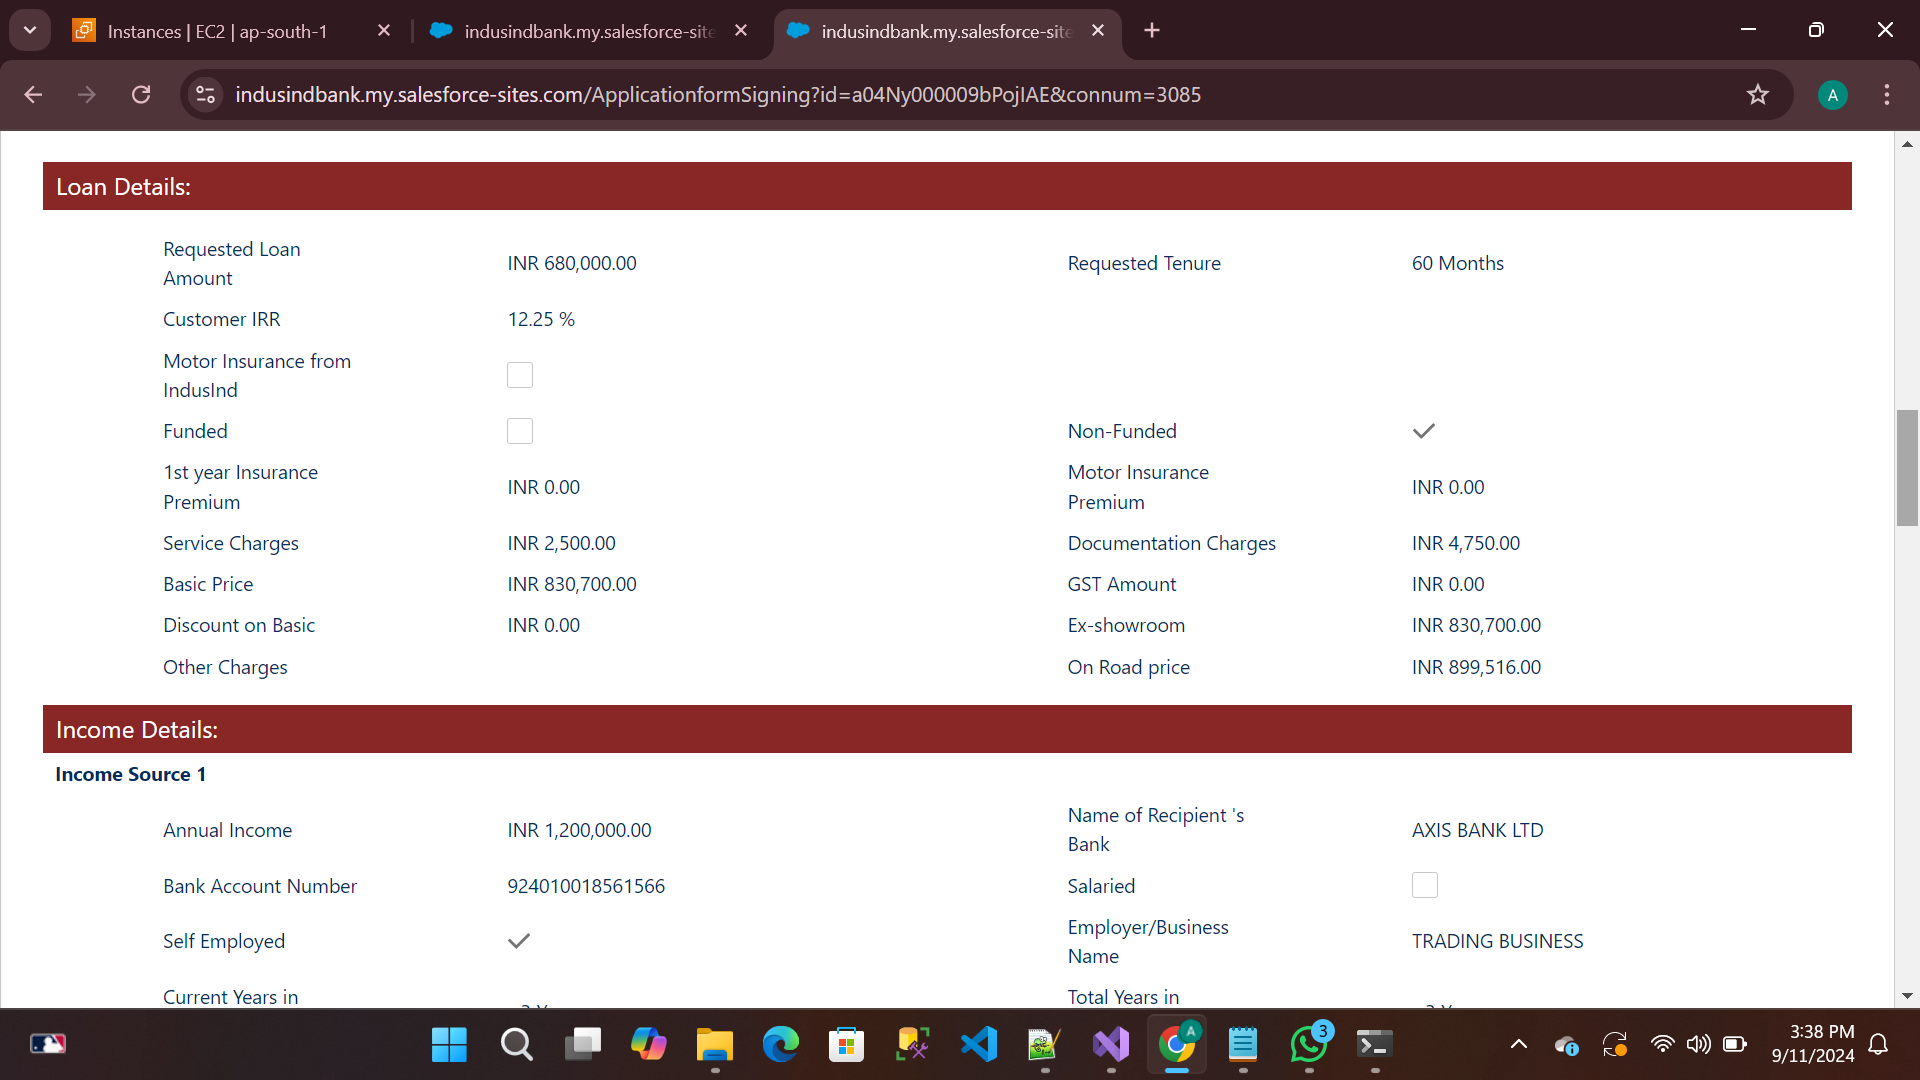 Instances | EC2 | ap-south-1
indusindbank.my.salesforce-site
indusindbank.my.salesforce-site
indusindbank.my.salesforce-sites.com/ApplicationformSigning?id=a04Ny000009bPojIAE&connum=3085
A
Loan Details:
Requested Loan Amount INR 680,000.00 Requested Tenure 60 Months
Customer IRR 12.25 %
Motor Insurance from IndusInd
Funded Non-Funded
1st year Insurance Premium INR 0.00 Motor Insurance Premium INR 0.00
Service Charges INR 2,500.00 Documentation Charges INR 4,750.00
Basic Price INR 830,700.00 GST Amount INR 0.00
Discount on Basic INR 0.00 Ex-showroom INR 830,700.00
Other Charges On Road price INR 899,516.00
Income Details:
Income Source 1
Annual Income INR 1,200,000.00 Name of Recipient 's Bank AXIS BANK LTD
Bank Account Number 924010018561566 Salaried
Self Employed Employer/Business Name TRADING BUSINESS
Current Years in Total Years in
A
3
3:38 PM
9/11/2024